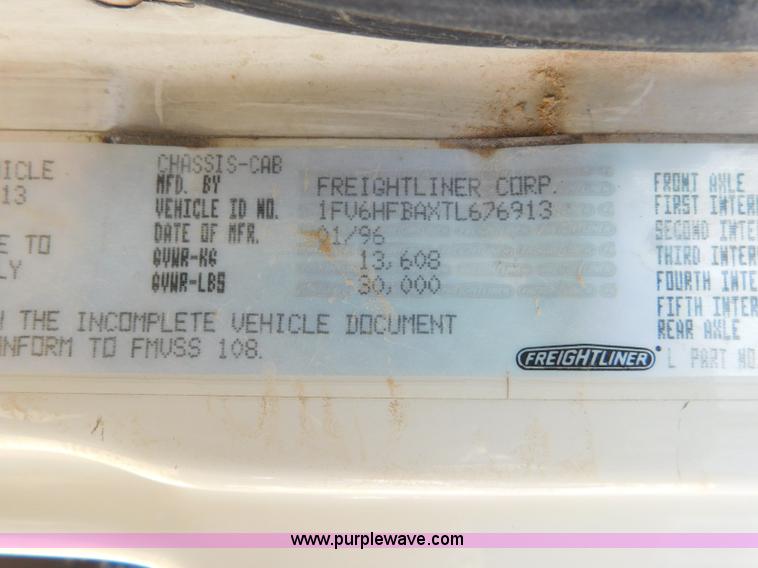 HICLE
13
E TO
LY
CHASSIS-CAB
MFD. BY FREIGHTLINER CORP.
VEHICLE ID NO. 1FV6HFBAXTL676913
DATE OF MFR. 01/96
GVWR-KG 13,608
GVWR-LBS 30,000
N THE INCOMPLETE VEHICLE DOCUMENT
NFORM TO FMVSS 108.
FREIGHTLINER
FRONT AXLE
FIRST INTER
SECOND INTE
THIRD INTER
FOURTH INTE
FIFTH INTER
REAR AXLE
L PART NO
www.purplewave.com